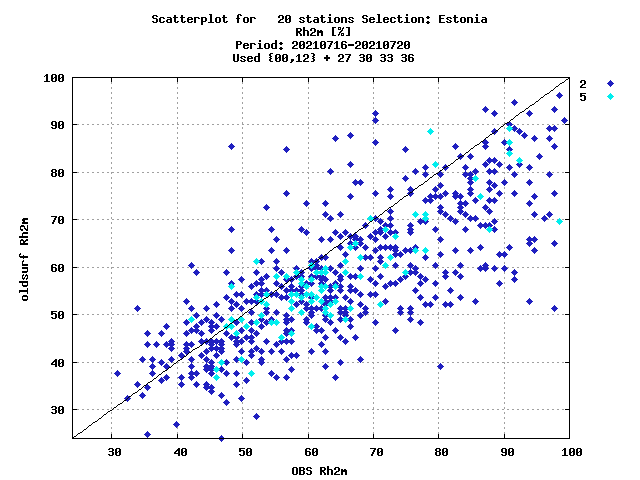 Scatterplot for   20 stations Selection: Estonia
Rh2m [%]
Period: 20210716-20210720
Used {00,12} + 27 30 33 36
2
5
100
90
80
70
60
50
40
30
oldsurf Rh2m
30 40 50 60 70 80 90 100
OBS Rh2m